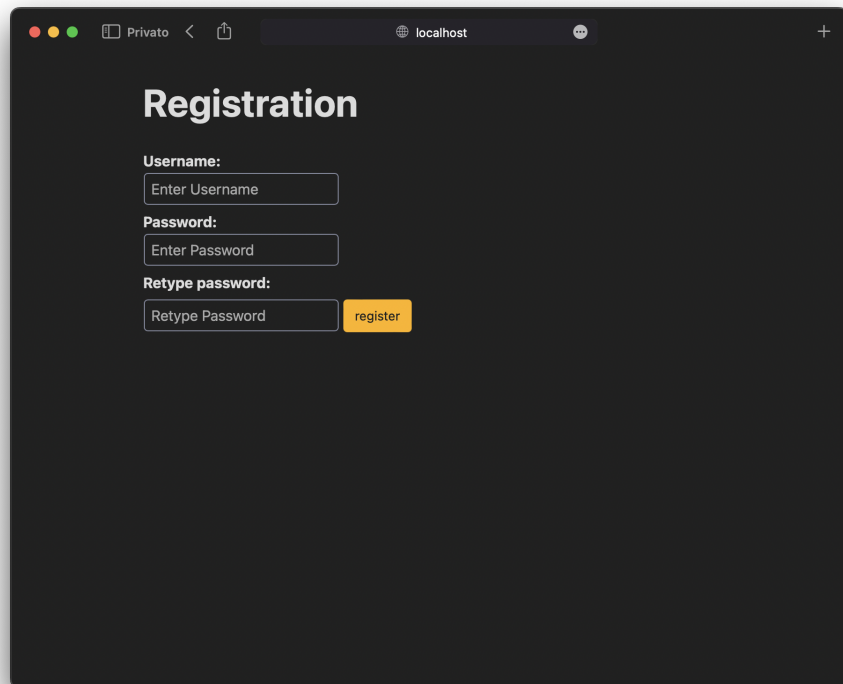 Privato
localhost
Registration
Username:
Enter Username
Password:
Enter Password
Retype password:
Retype Password register